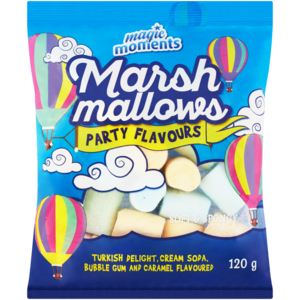 magic
moments
Marsh
mallows
PARTY FLAVOURS
TURKISH DELIGHT, CREAM SODA,
BUBBLE GUM AND CARAMEL FLAVOURED
120 g